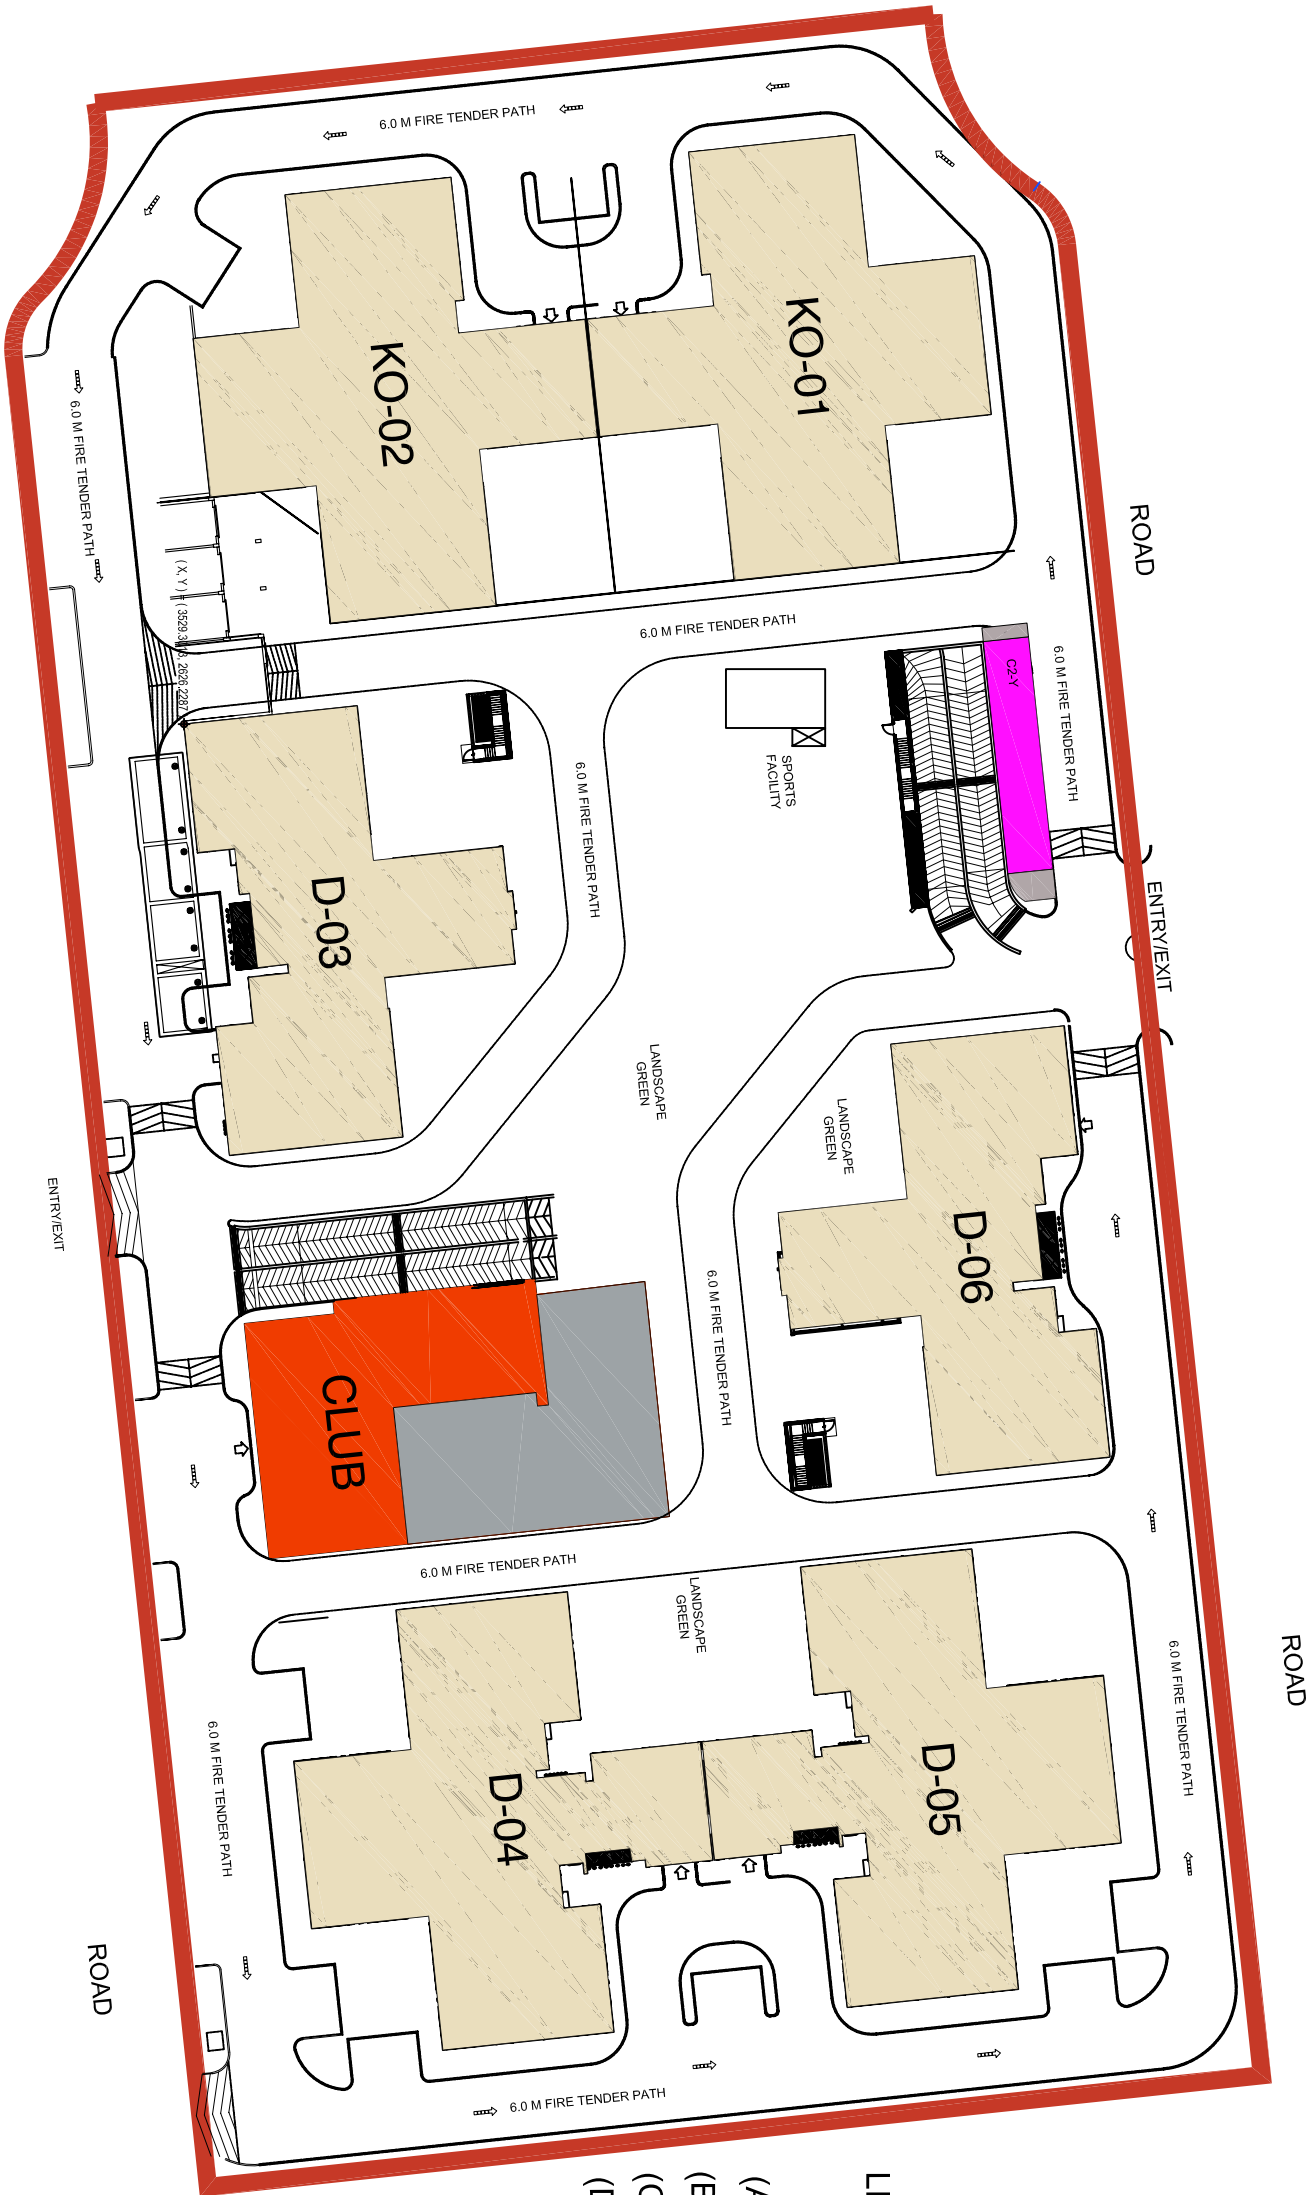 6.0 M FIRE TENDER PATH
KO-01
KO-02
6.0 M FIRE TENDER PATH
ROAD
6.0 M FIRE TENDER PATH
C2-Y
6.0 M FIRE TENDER PATH
SPORTS
FACILITY
6.0 M FIRE TENDER PATH
D-03
ENTRY/EXIT
LANDSCAPE
GREEN
LANDSCAPE
GREEN
D-06
ENTRY/EXIT
6.0 M FIRE TENDER PATH
CLUB
6.0 M FIRE TENDER PATH
LANDSCAPE
GREEN
ROAD
6.0 M FIRE TENDER PATH
6.0 M FIRE TENDER PATH
D-05
D-04
ROAD
6.0 M FIRE TENDER PATH